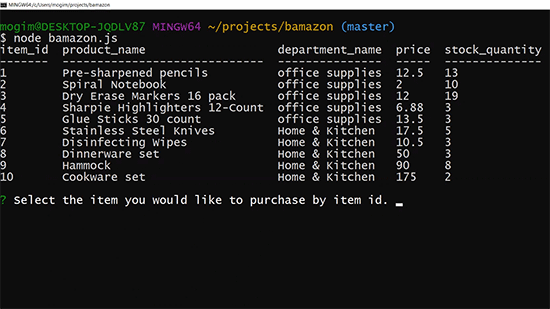 MINGW64:/c/Users/mogim/projects/bamazon
mogim@DESKTOP-JQDLV87 MINGW64 ~/projects/bamazon (master)
$ node bamazon.js
item_id  product_name                  department_name  price  stock_quantity
-------  ----------------------------  ---------------  -----  --------------
1        Pre-sharpened pencils         office supplies  12.5   13
2        Spiral Notebook               office supplies  2      10
3        Dry Erase Markers 16 pack     office supplies  12     19
4        Sharpie Highlighters 12-Count office supplies  6.88   3
5        Glue Sticks 30 count          office supplies  13.5   3
6        Stainless Steel Knives        Home & Kitchen   17.5   5
7        Disinfecting Wipes            Home & Kitchen   10.5   3
8        Dinnerware set                Home & Kitchen   50     3
9        Hammock                       Home & Kitchen   90     8
10       Cookware set                  Home & Kitchen   175    2
? Select the item you would like to purchase by item id.